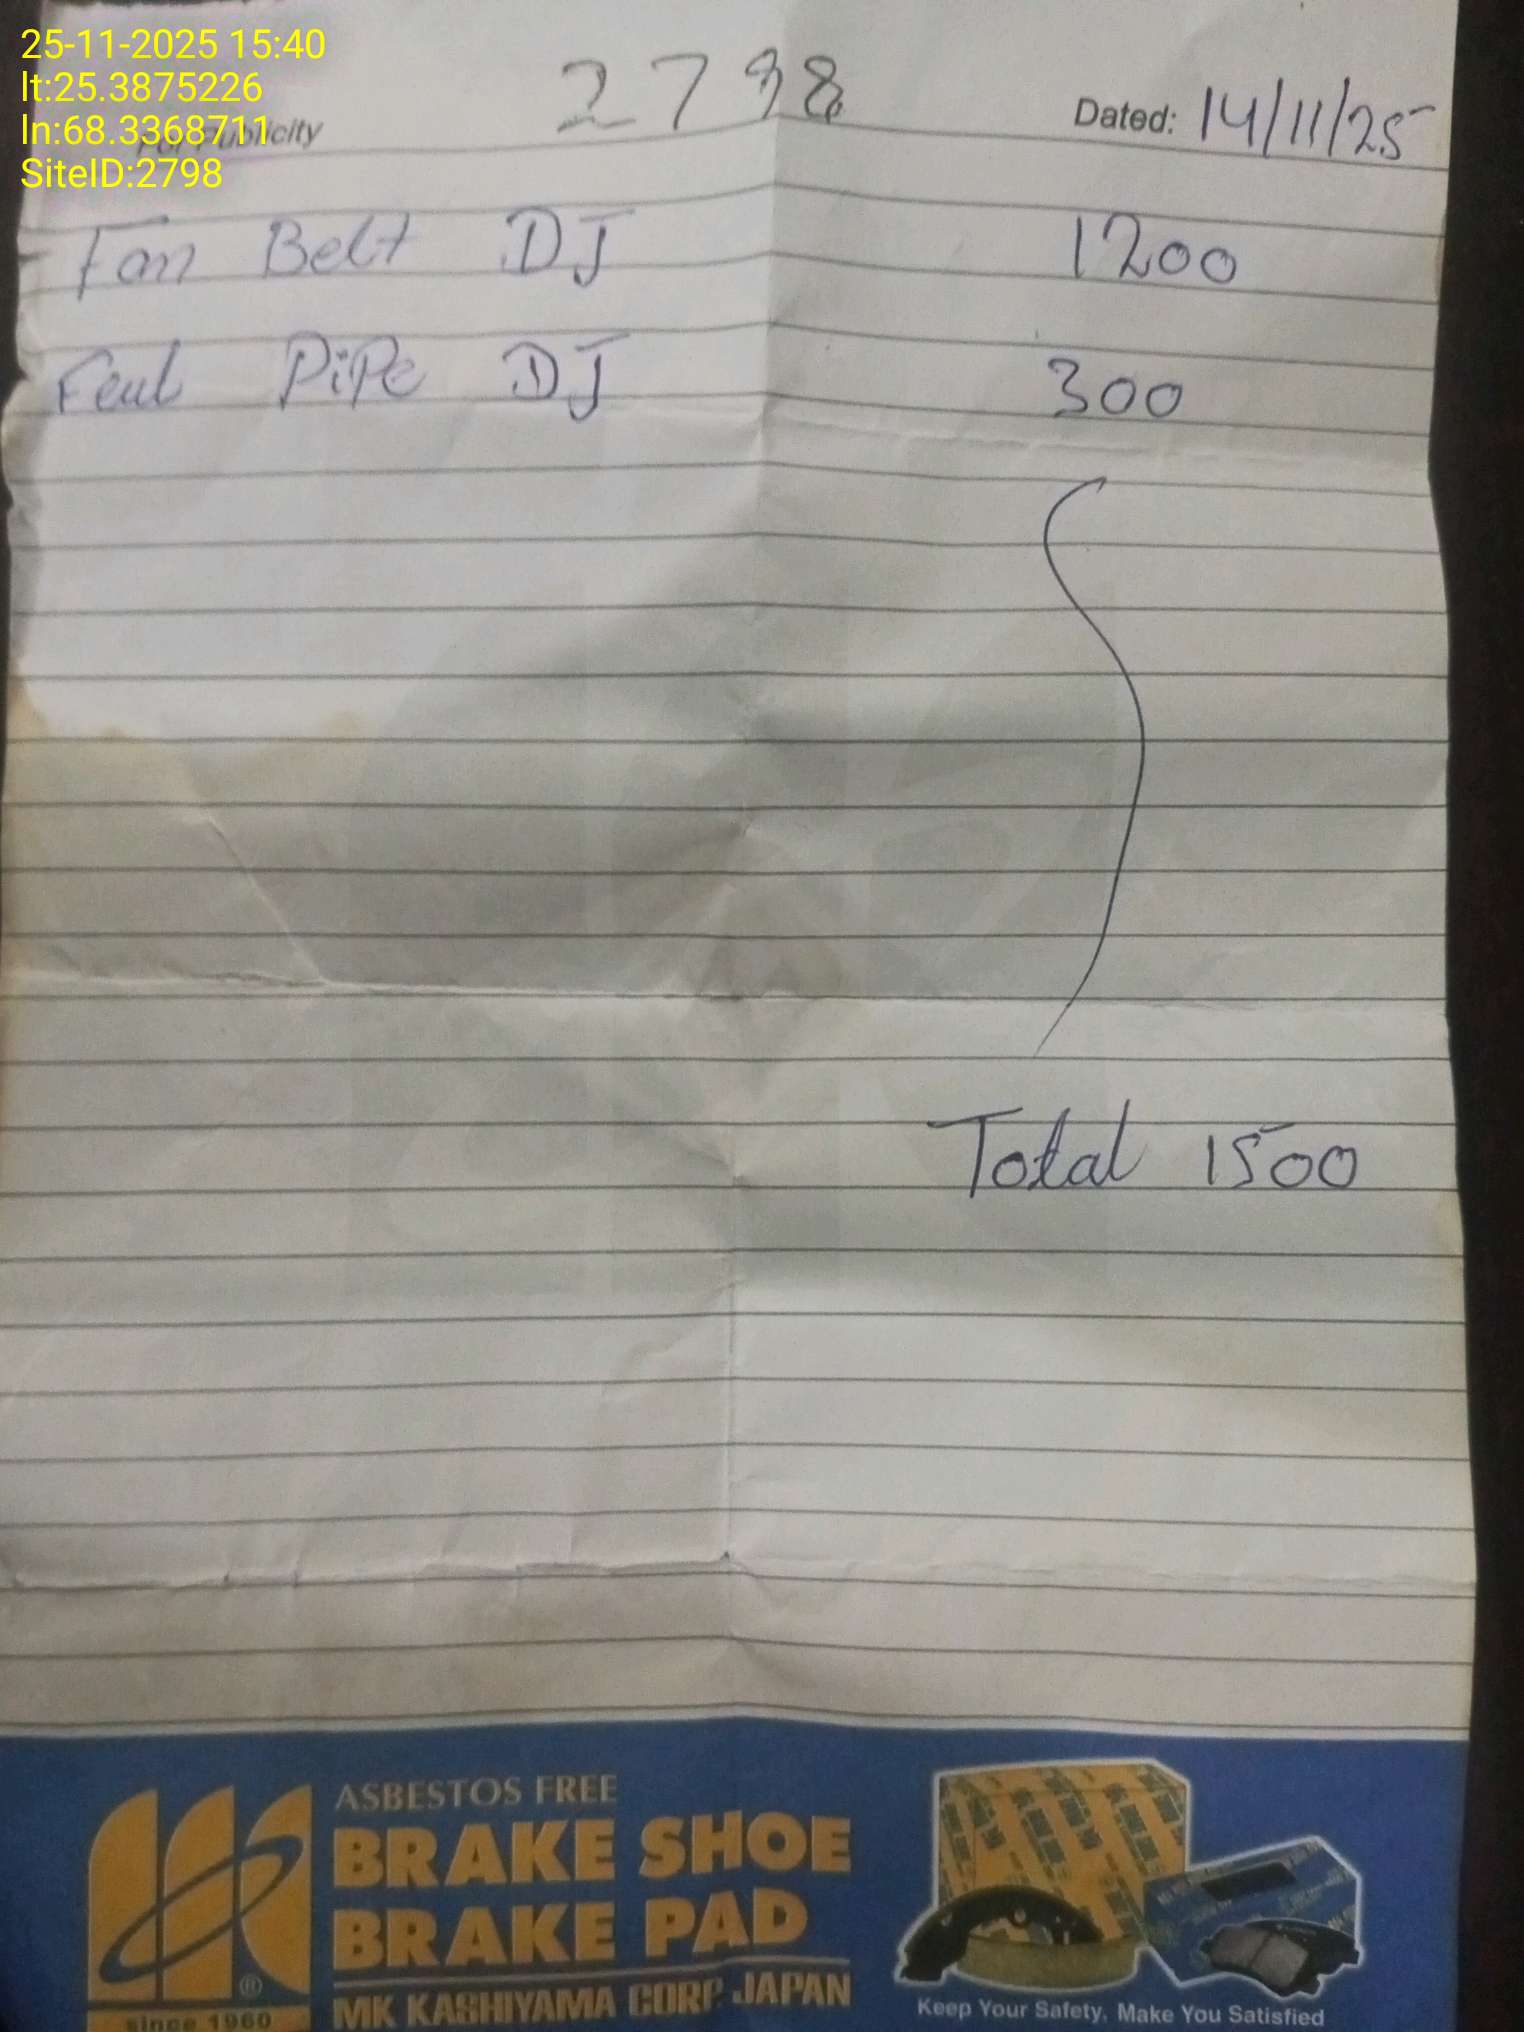 25-11-2025 15:40
lt:25.3875226
ln:68.3368711
SiteID:2798
For Publicity
2798
Dated: 14/11/25
Fan Belt DJ 1200
Feul PiPe DJ 300
Total 1500
ASBESTOS FREE
BRAKE SHOE
BRAKE PAD
MK KASHIYAMA CORP. JAPAN
®
since 1960
Keep Your Safety, Make You Satisfied